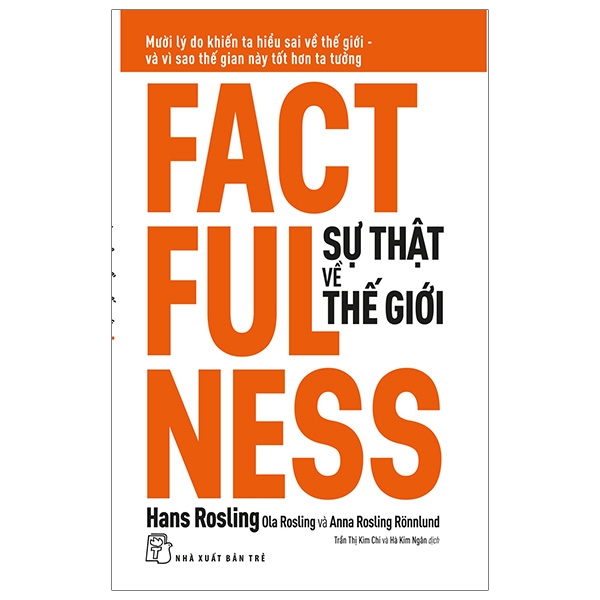 Mười lý do khiến ta hiểu sai về thế giới -
và vì sao thế gian này tốt hơn ta tưởng
FACT
FUL
NESS
SỰ THẬT
VỀ
THẾ GIỚI
Hans Rosling Ola Rosling và Anna Rosling Rönnlund
Trần Thị Kim Chi và Hà Kim Ngân dịch
NHÀ XUẤT BẢN TRẺ